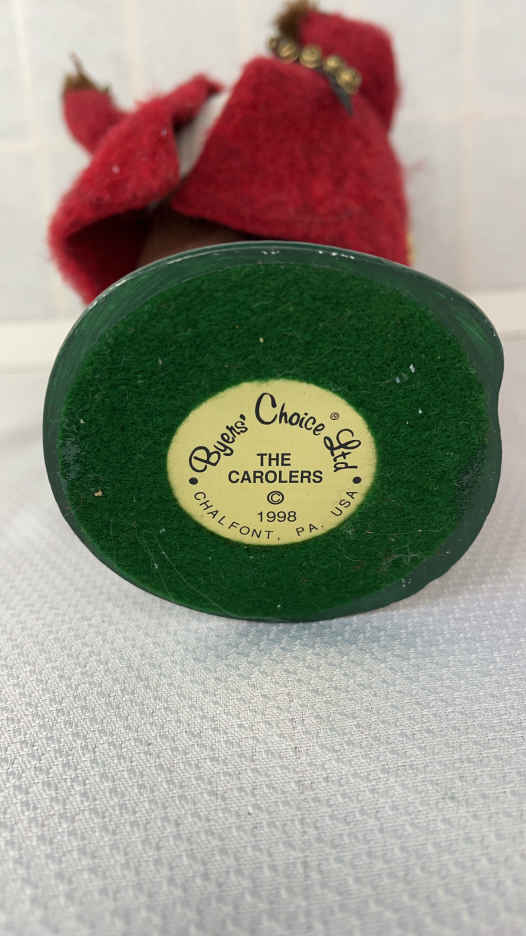 Byers' Choice © Ltd
THE
CAROLERS
©
1998
• CHALFONT, PA. USA •